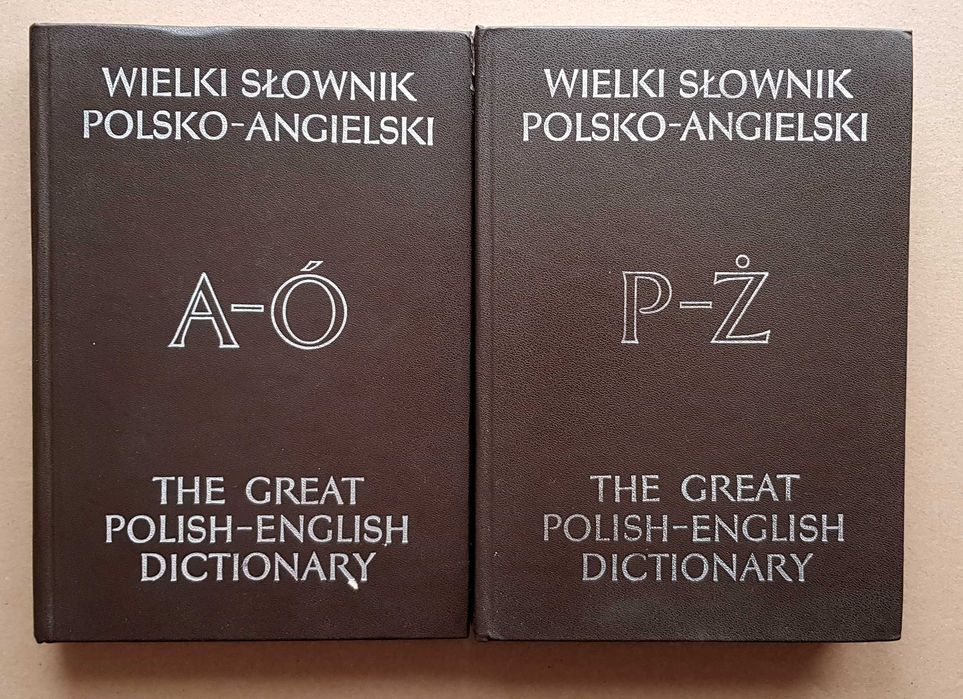 WIELKI SŁOWNIK
POLSKO-ANGIELSKI
A-Ó
THE GREAT
POLISH-ENGLISH
DICTIONARY
WIELKI SŁOWNIK
POLSKO-ANGIELSKI
P-Ż
THE GREAT
POLISH-ENGLISH
DICTIONARY